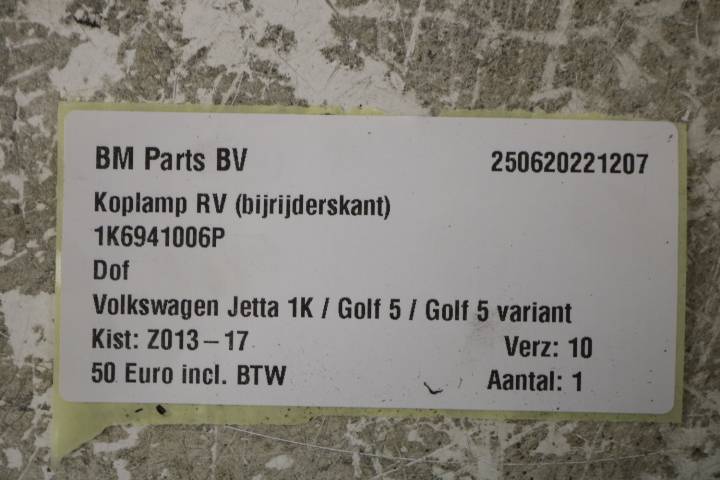 BM Parts BV 250620221207
Koplamp RV (bijrijderskant)
1K6941006P
Dof
Volkswagen Jetta 1K / Golf 5 / Golf 5 variant
Kist: Z013-17 Verz: 10
50 Euro incl. BTW Aantal: 1